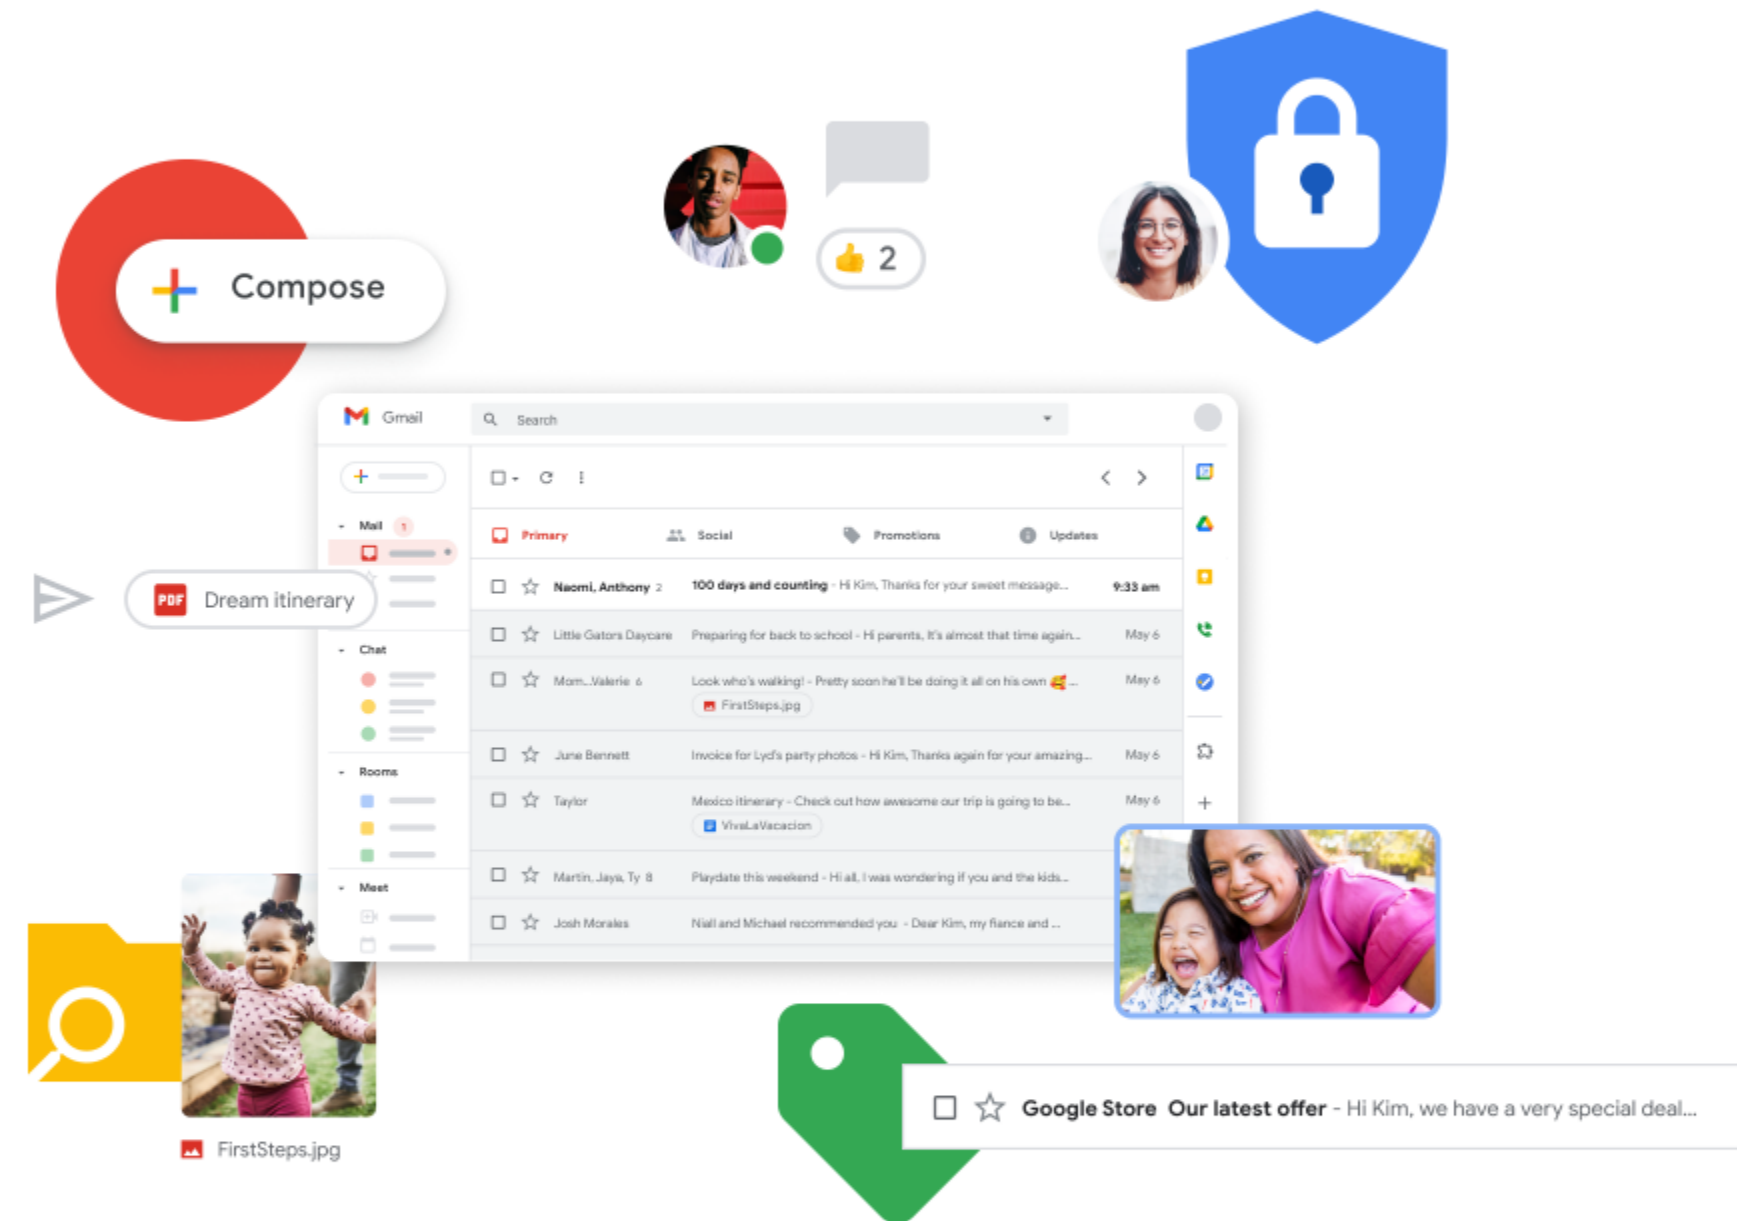 Compose
2
Gmail
Search
Mail 1
Primary
Social
Promotions
Updates
PDF Dream itinerary
Naomi, Anthony 2 100 days and counting - Hi Kim, Thanks for your sweet message... 9:33 am
Little Gators Daycare Preparing for back to school - Hi parents, It's almost that time again... May 6
Chat
Mom...Valerie 6 Look who's walking! - Pretty soon he'll be doing it all on his own 🥰... May 6
FirstSteps.jpg
June Bennett Invoice for Lyd's party photos - Hi Kim, Thanks again for your amazing... May 6
Rooms
Taylor Mexico itinerary - Check out how awesome our trip is going to be... May 6
VivaLaVacacion
Martin, Jaya, Ty 8 Playdate this weekend - Hi all, I was wondering if you and the kids...
Meet
Josh Morales Niall and Michael recommended you - Dear Kim, my fiance and ...
Google Store Our latest offer - Hi Kim, we have a very special deal...
FirstSteps.jpg